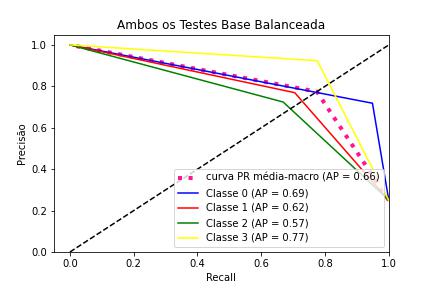 Ambos os Testes Base Balanceada
1.0
0.8
0.6
0.4
0.2
0.0
Precisão
curva PR média-macro (AP = 0.66)
Classe 0 (AP = 0.69)
Classe 1 (AP = 0.62)
Classe 2 (AP = 0.57)
Classe 3 (AP = 0.77)
0.0 0.2 0.4 0.6 0.8 1.0
Recall